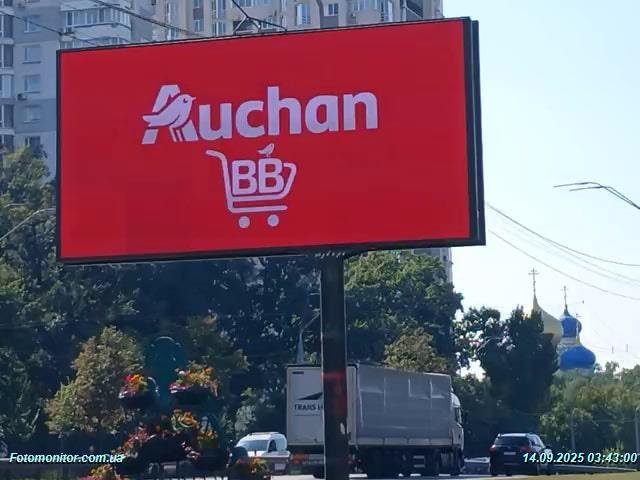 Auchan
BB
TRANS
Fotomonitor.com.ua
14.09.2025 03:43:00